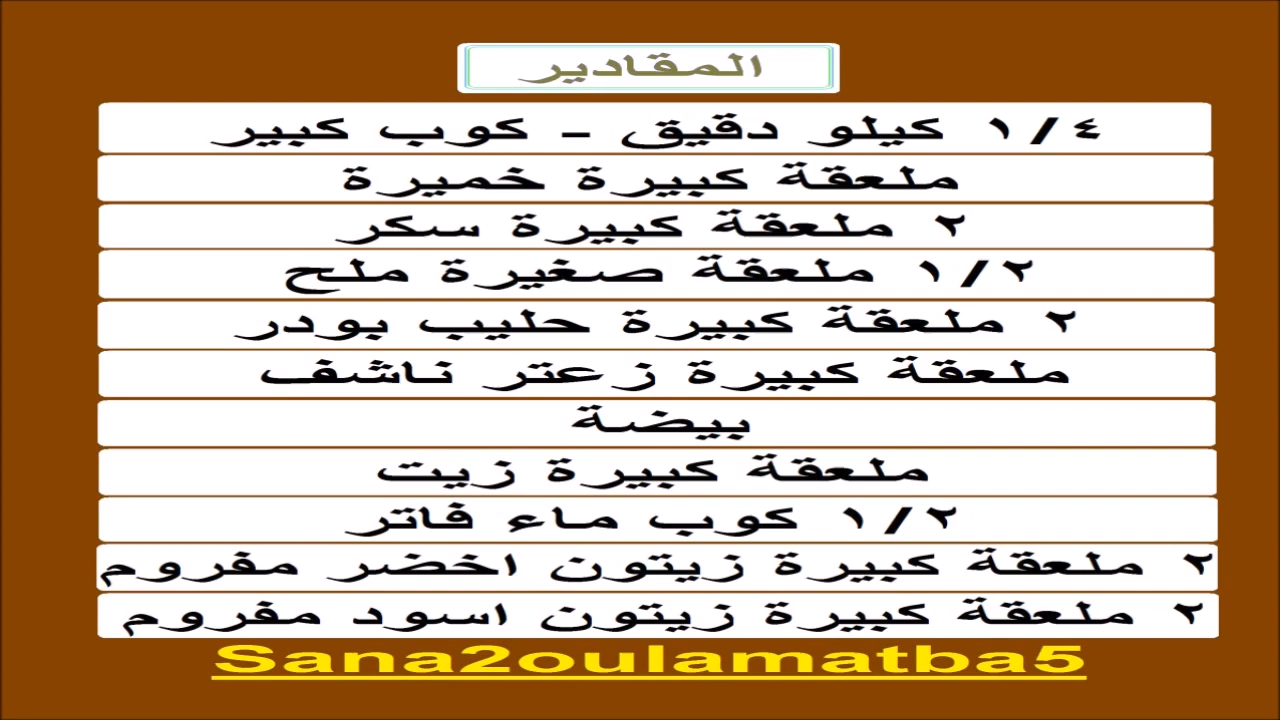 المقادير
١/٤ كيلو دقيق - كوب كبير
ملعقة كبيرة خميرة
٢ ملعقة كبيرة سكر
١/٢ ملعقة صغيرة ملح
٢ ملعقة كبيرة حليب بودر
ملعقة كبيرة زعتر ناشف
بيضة
ملعقة كبيرة زيت
١/٢ كوب ماء فاتر
٢ ملعقة كبيرة زيتون اخضر مفروم
٢ ملعقة كبيرة زيتون اسود مفروم
Sana2oulamatba5